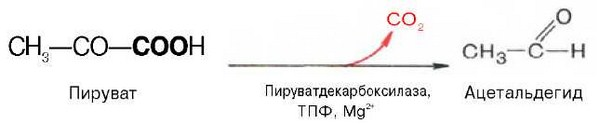 CO₂
CH₃—CO—COOH
CH₃—C—H
O
Пируват
Пируватдекарбоксилаза,
ТПФ, Mg²⁺
Ацетальдегид